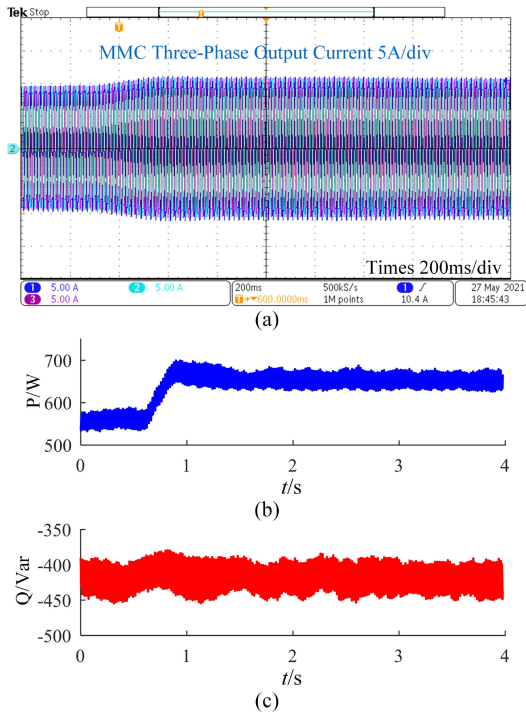 Tek Stop
T
T
MMC Three-Phase Output Current 5A/div
2
Times 200ms/div
1 5.00 A 2 5.00 A 200ms 500kS/s 1 27 May 2021
3 5.00 A T→▼600.0000ms 1M points 10.4 A 18:45:43
(a)
P/W
700
600
500
0 1 2 3 4
t/s
(b)
Q/Var
-350
-400
-450
-500
0 1 2 3 4
t/s
(c)